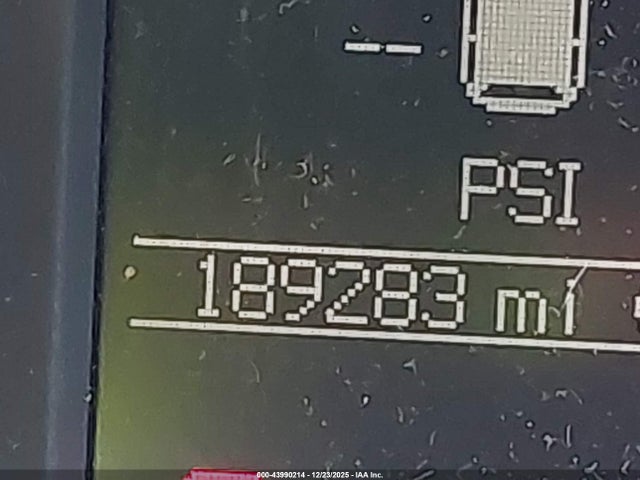 --
PSI
189283 mi
000-43990214 - 12/23/2025 - IAA Inc.